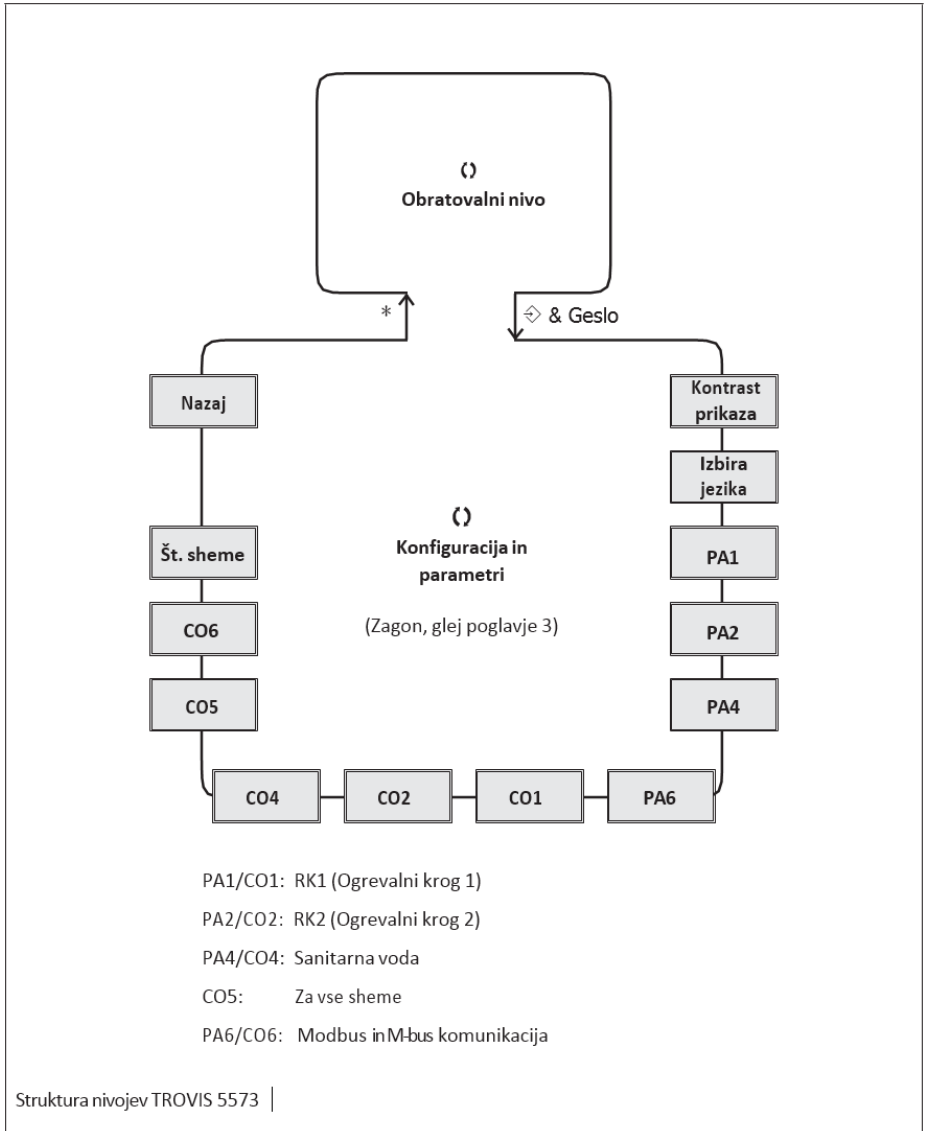 Obratovalni nivo
*
& Geslo
Nazaj
Kontrast
prikaza
Izbira
jezika
Št. sheme
Konfiguracija in
parametri
PA1
(Zagon, glej poglavje 3)
CO6
PA2
CO5
PA4
CO4
CO2
CO1
PA6
PA1/CO1: RK1 (Ogrevalni krog 1)
PA2/CO2: RK2 (Ogrevalni krog 2)
PA4/CO4: Sanitarna voda
CO5: Za vse sheme
PA6/CO6: Modbus in M-bus komunikacija
Struktura nivojev TROVIS 5573